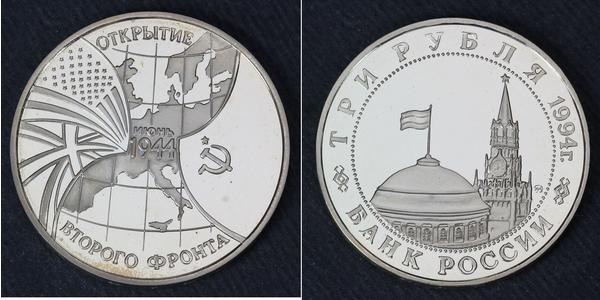 ОТКРЫТИЕ
ИЮНЬ
1944
ВТОРОГО ФРОНТА
ТРИ РУБЛЯ 1994г.
БАНК РОССИИ